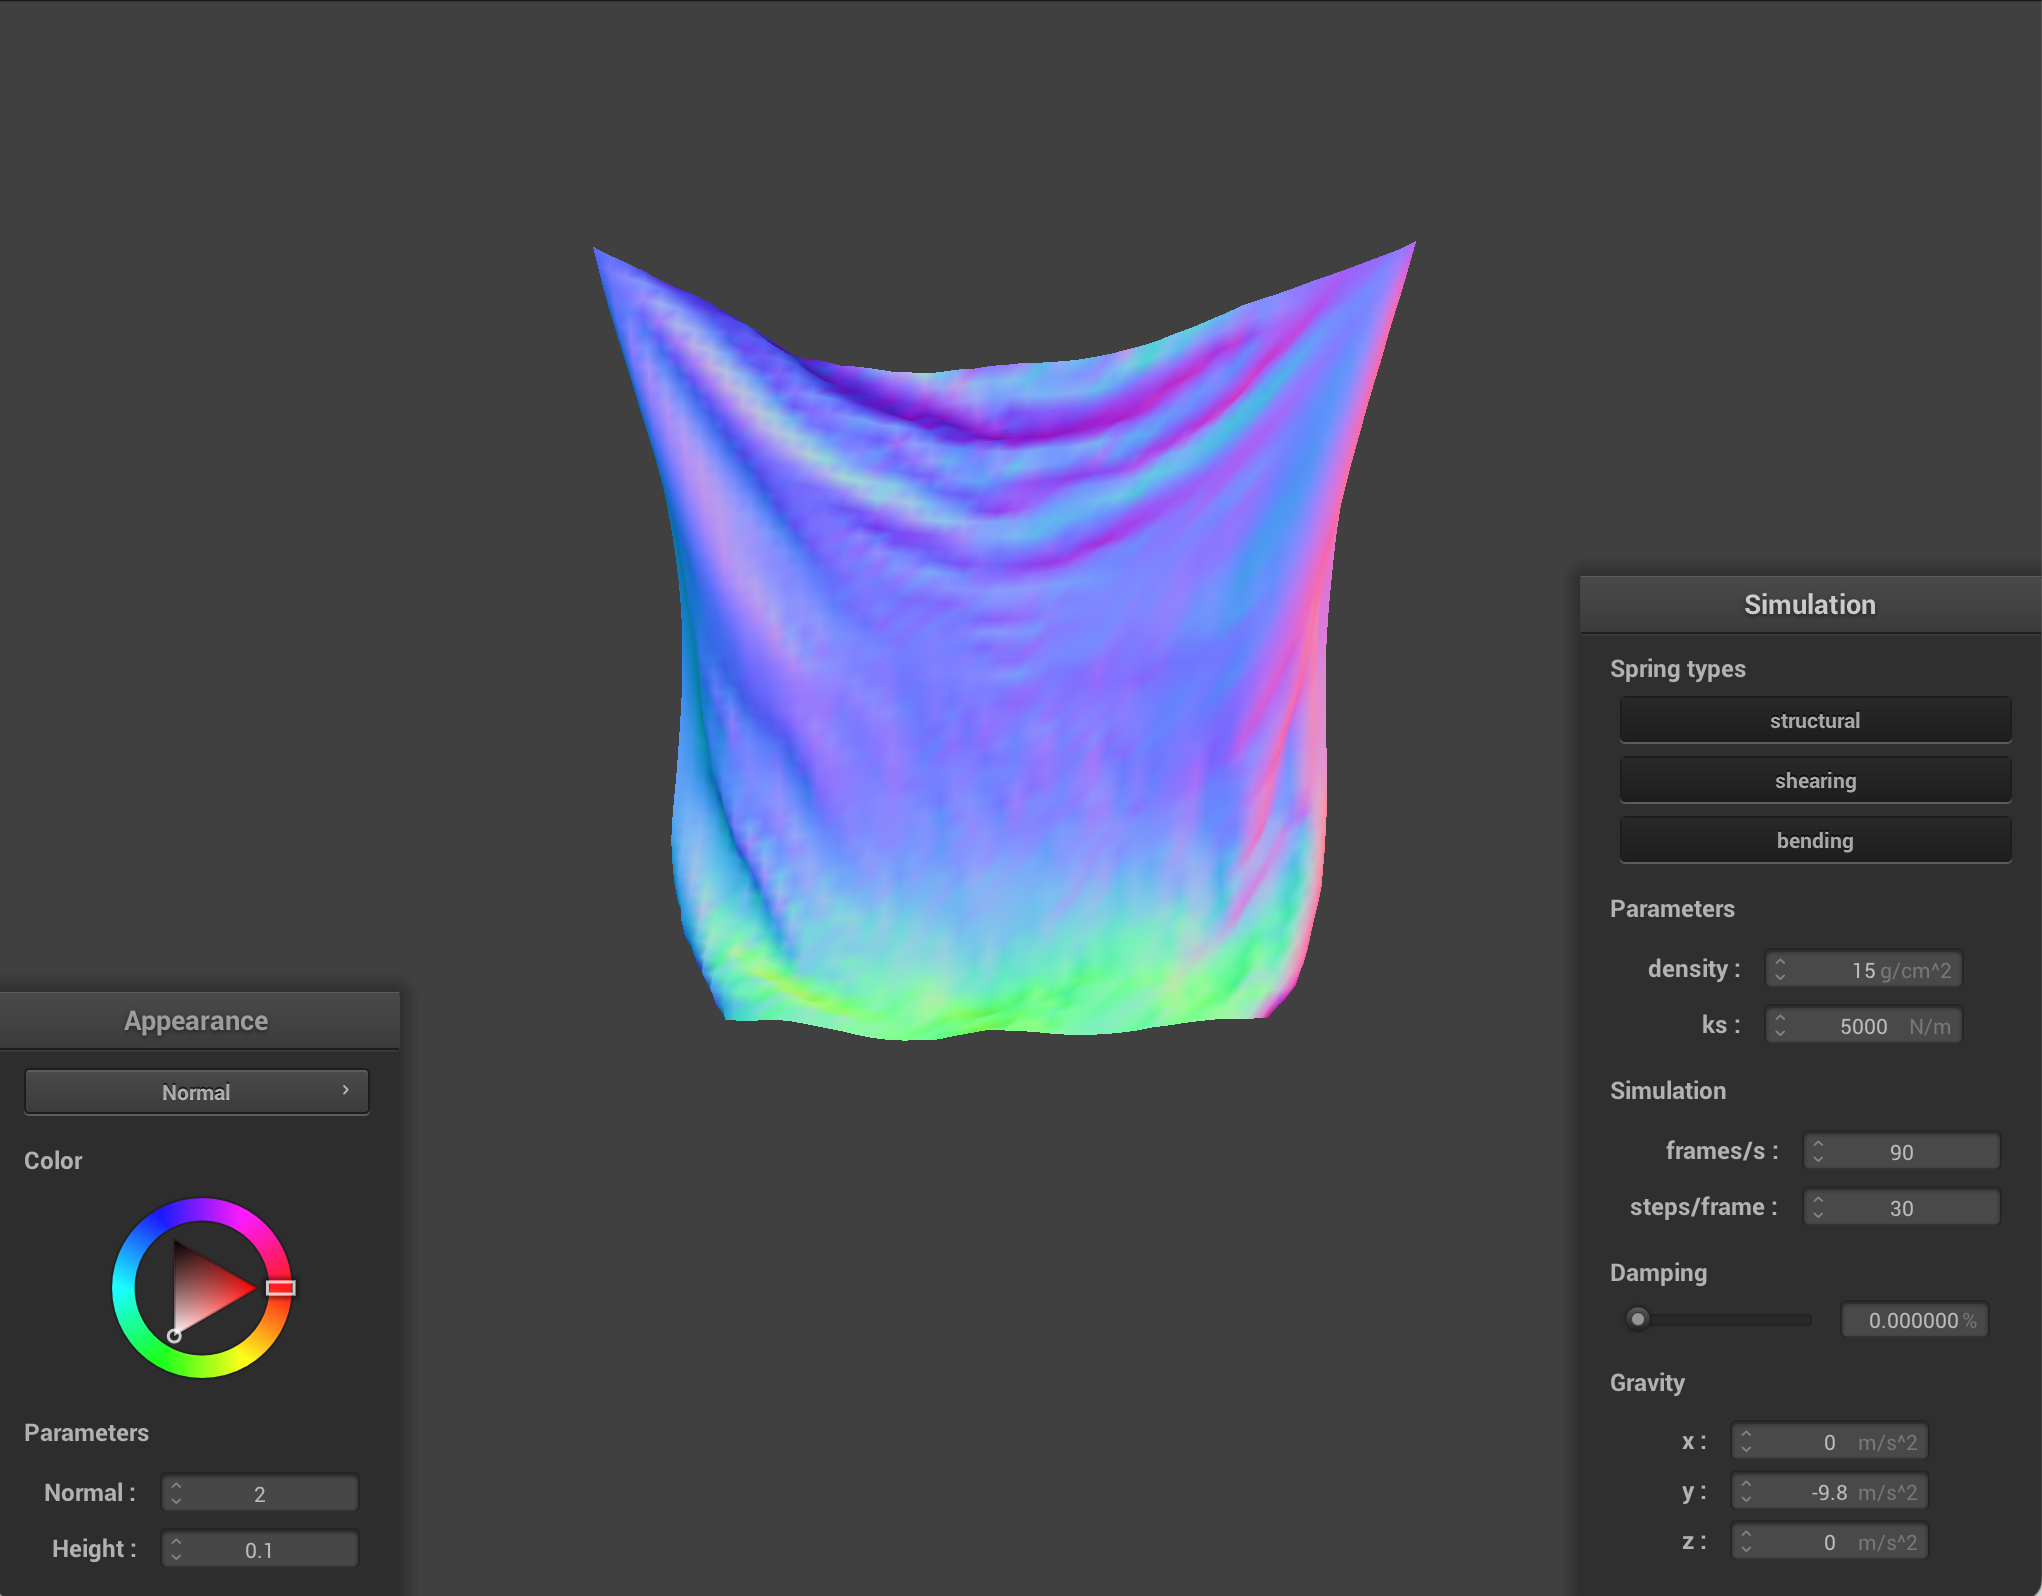 Appearance
Normal
Color
Parameters
Normal : 2
Height : 0.1
Simulation
Spring types
structural
shearing
bending
Parameters
density : 15 g/cm^2
ks : 5000 N/m
Simulation
frames/s : 90
steps/frame : 30
Damping
0.000000 %
Gravity
x : 0 m/s^2
y : -9.8 m/s^2
z : 0 m/s^2